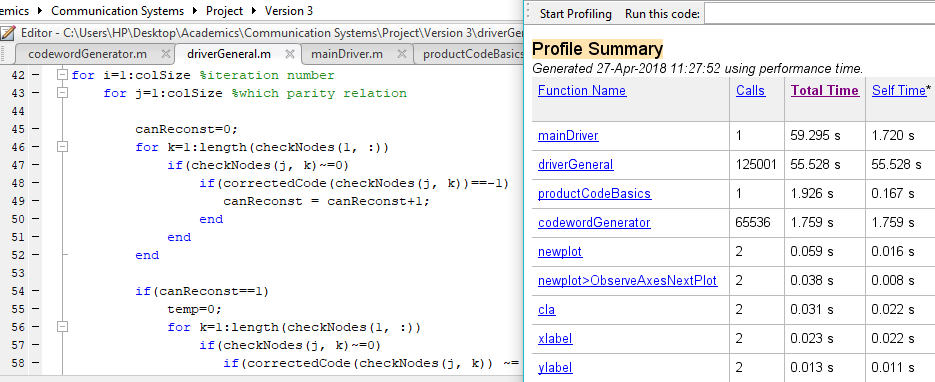 emics ▸ Communication Systems ▸ Project ▸ Version 3
Editor - C:\Users\HP\Desktop\Academics\Communication Systems\Project\Version 3\driverGen
codewordGenerator.m × driverGeneral.m × mainDriver.m × productCodeBasics
42 − for i=1:colSize %iteration number
43 − for j=1:colSize %which parity relation
44
45 − canReconst=0;
46 − for k=1:length(checkNodes(1, :))
47 − if(checkNodes(j, k)~=0)
48 − if(correctedCode(checkNodes(j, k))==-1)
49 − canReconst = canReconst+1;
50 − end
51 − end
52 − end
53
54 − if(canReconst==1)
55 − temp=0;
56 − for k=1:length(checkNodes(1, :))
57 − if(checkNodes(j, k)~=0)
58 − if(correctedCode(checkNodes(j, k)) ~=
Start Profiling Run this code:
Profile Summary
Generated 27-Apr-2018 11:27:52 using performance time.
Function Name Calls Total Time Self Time*
mainDriver 1 59.295 s 1.720 s
driverGeneral 125001 55.528 s 55.528 s
productCodeBasics 1 1.926 s 0.167 s
codewordGenerator 65536 1.759 s 1.759 s
newplot 2 0.059 s 0.016 s
newplot>ObserveAxesNextPlot 2 0.038 s 0.008 s
cla 2 0.031 s 0.022 s
xlabel 2 0.023 s 0.022 s
ylabel 2 0.013 s 0.011 s